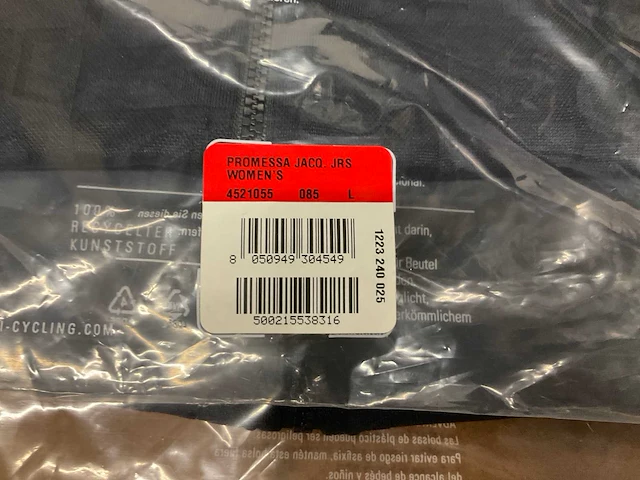 PROMESSA JACQ. JRS
WOMEN'S
4521055 085 L
8 050949 304549
500215538316
1223 240 025
100%
RECYCELTER
KUNSTSTOFF
-CYCLING.COM
t darin,
ir Beutel
licht,
erkömmlichem
en Sie diesen
Las bolsas de plástico pueden ser peligrosas
Para evitar riesgo de asfixia, mantén esta bolsa fuera
del alcance de bebés y niños.